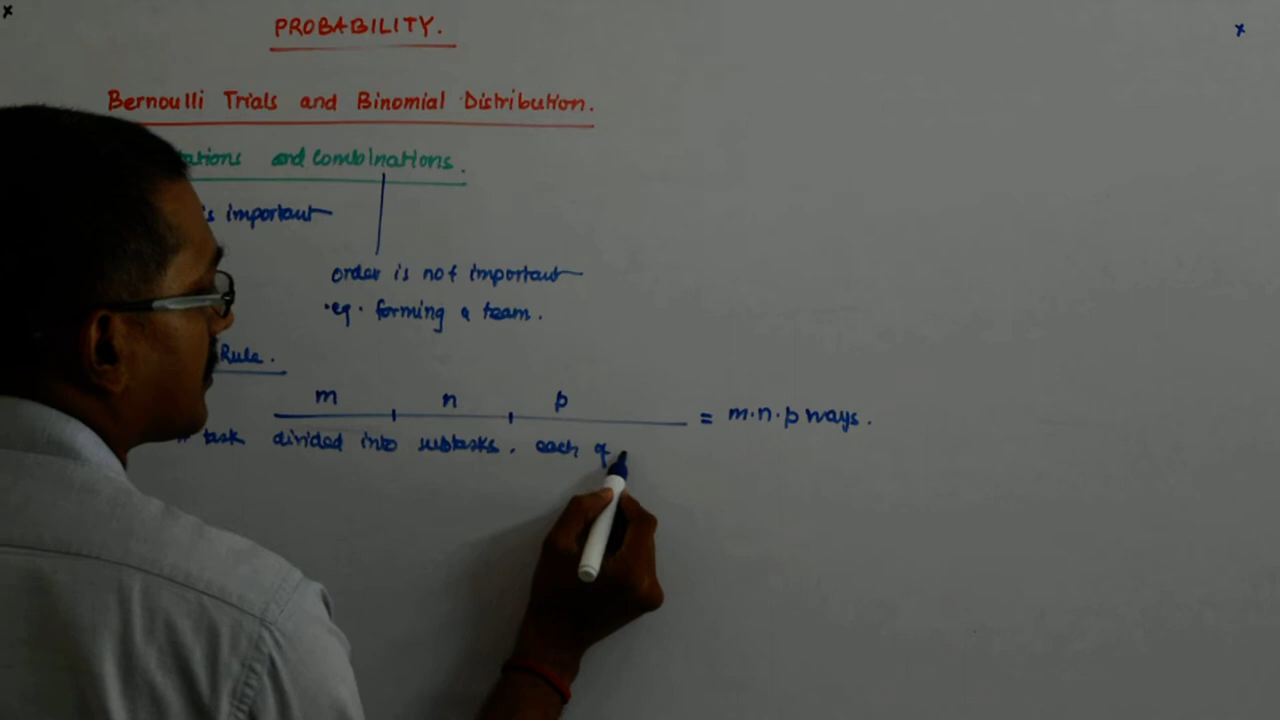 x
x
PROBABILITY.
Bernoulli Trials and Binomial Distribution.
and combinations.
is important
order is not important
eg. forming a team.
Rule.
m n p
= m.n.p ways.
task divided into subtasks. each of